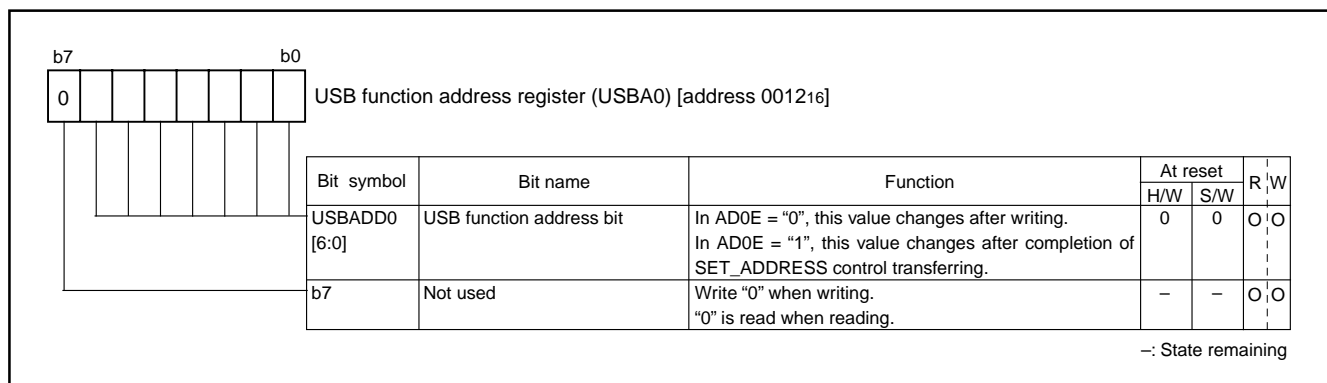 b7 b0
0 USB function address register (USBA0) [address 001216]
Bit symbol Bit name Function At reset R W
H/W S/W
USBADD0 USB function address bit In AD0E = “0”, this value changes after writing. 0 0 O O
[6:0] In AD0E = “1”, this value changes after completion of
SET_ADDRESS control transferring.
b7 Not used Write “0” when writing. – – O O
“0” is read when reading.
–: State remaining